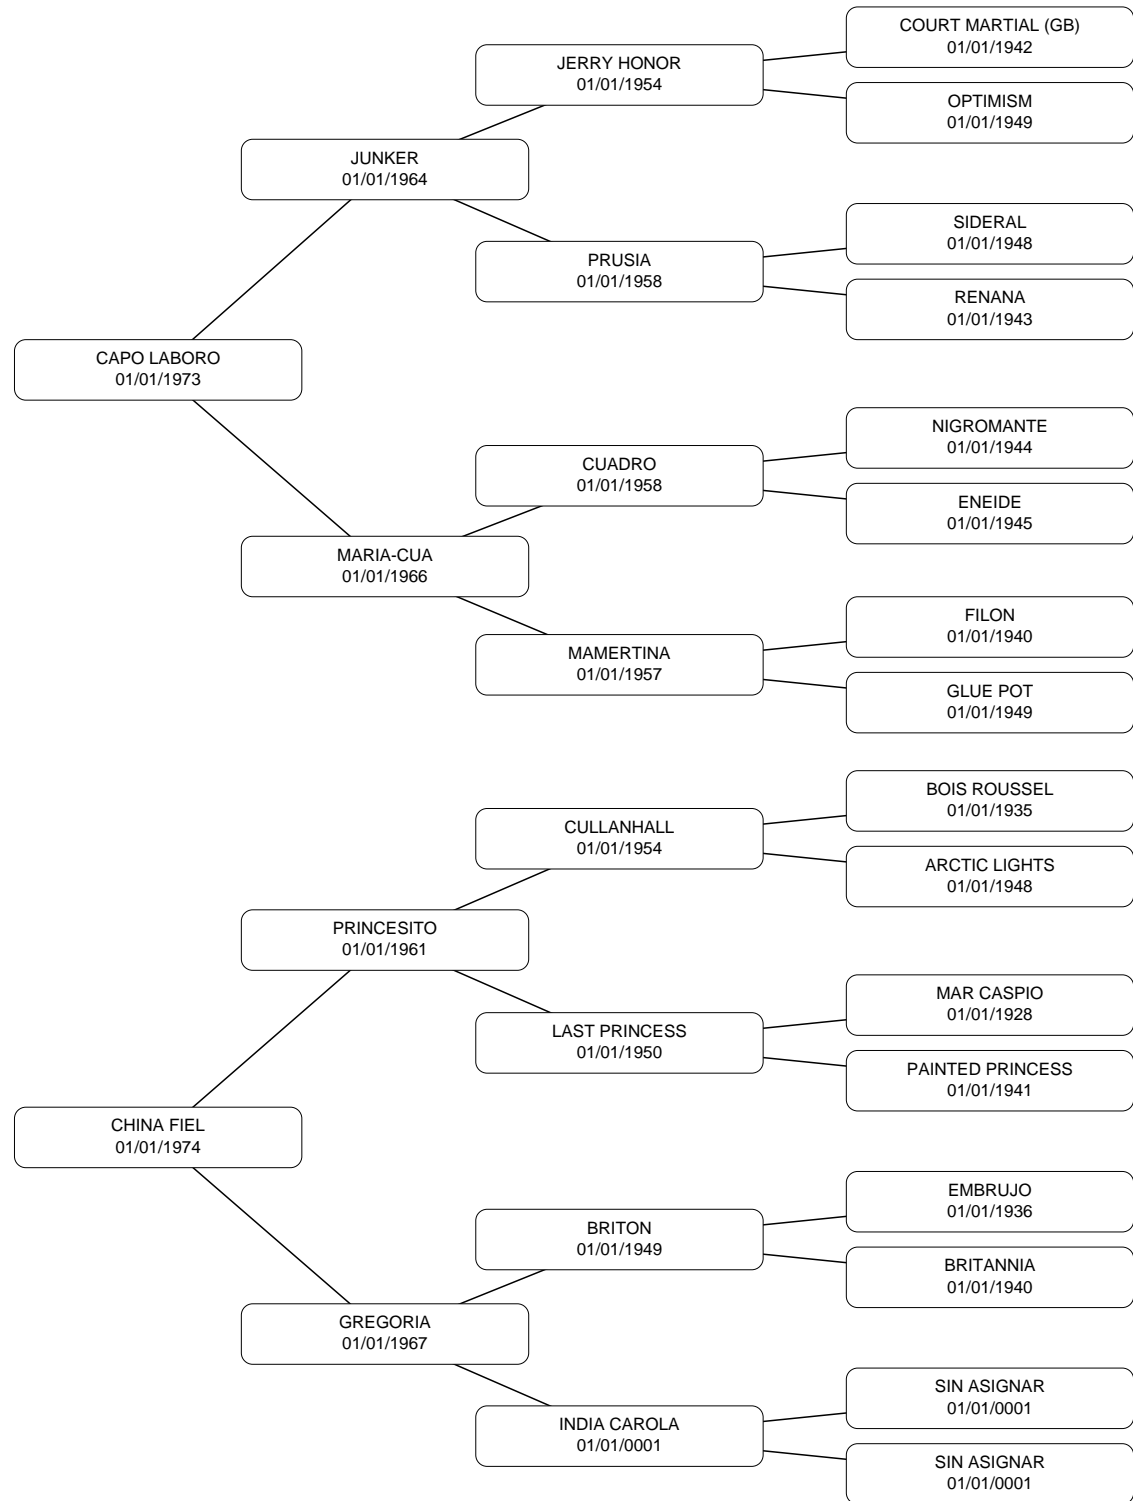 COURT MARTIAL (GB)
01/01/1942
JERRY HONOR
01/01/1954
OPTIMISM
01/01/1949
JUNKER
01/01/1964
SIDERAL
01/01/1948
PRUSIA
01/01/1958
RENANA
01/01/1943
CAPO LABORO
01/01/1973
NIGROMANTE
01/01/1944
CUADRO
01/01/1958
ENEIDE
01/01/1945
MARIA-CUA
01/01/1966
FILON
01/01/1940
MAMERTINA
01/01/1957
GLUE POT
01/01/1949
BOIS ROUSSEL
01/01/1935
CULLANHALL
01/01/1954
ARCTIC LIGHTS
01/01/1948
PRINCESITO
01/01/1961
MAR CASPIO
01/01/1928
LAST PRINCESS
01/01/1950
PAINTED PRINCESS
01/01/1941
CHINA FIEL
01/01/1974
EMBRUJO
01/01/1936
BRITON
01/01/1949
BRITANNIA
01/01/1940
GREGORIA
01/01/1967
SIN ASIGNAR
01/01/0001
INDIA CAROLA
01/01/0001
SIN ASIGNAR
01/01/0001